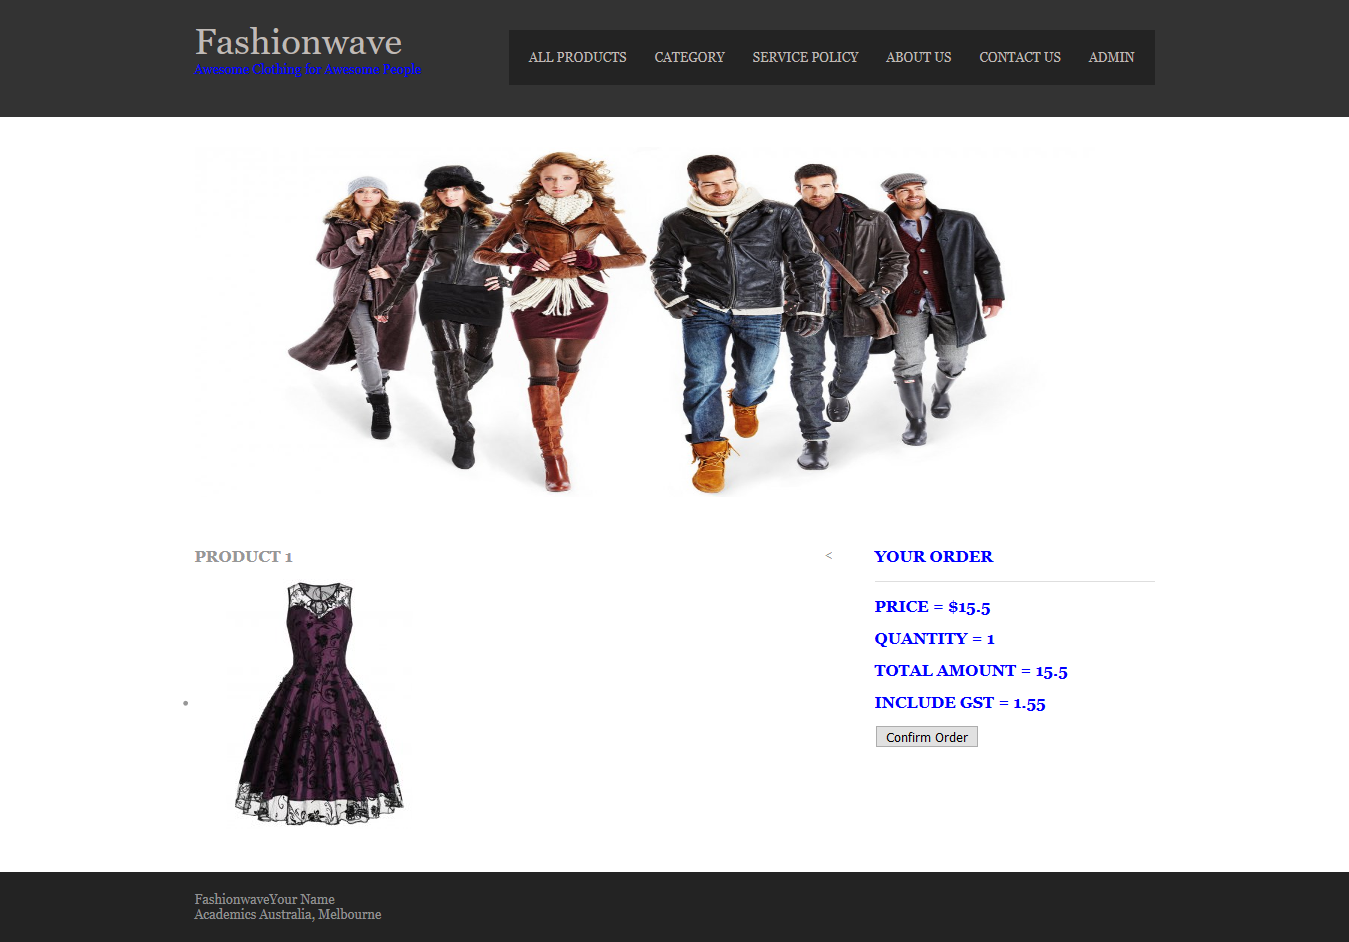 Fashionwave
Awesome Clothing for Awesome People
ALL PRODUCTS CATEGORY SERVICE POLICY ABOUT US CONTACT US ADMIN
PRODUCT 1
<
YOUR ORDER
PRICE = $15.5
QUANTITY = 1
TOTAL AMOUNT = 15.5
INCLUDE GST = 1.55
Confirm Order
FashionwaveYour Name
Academics Australia, Melbourne